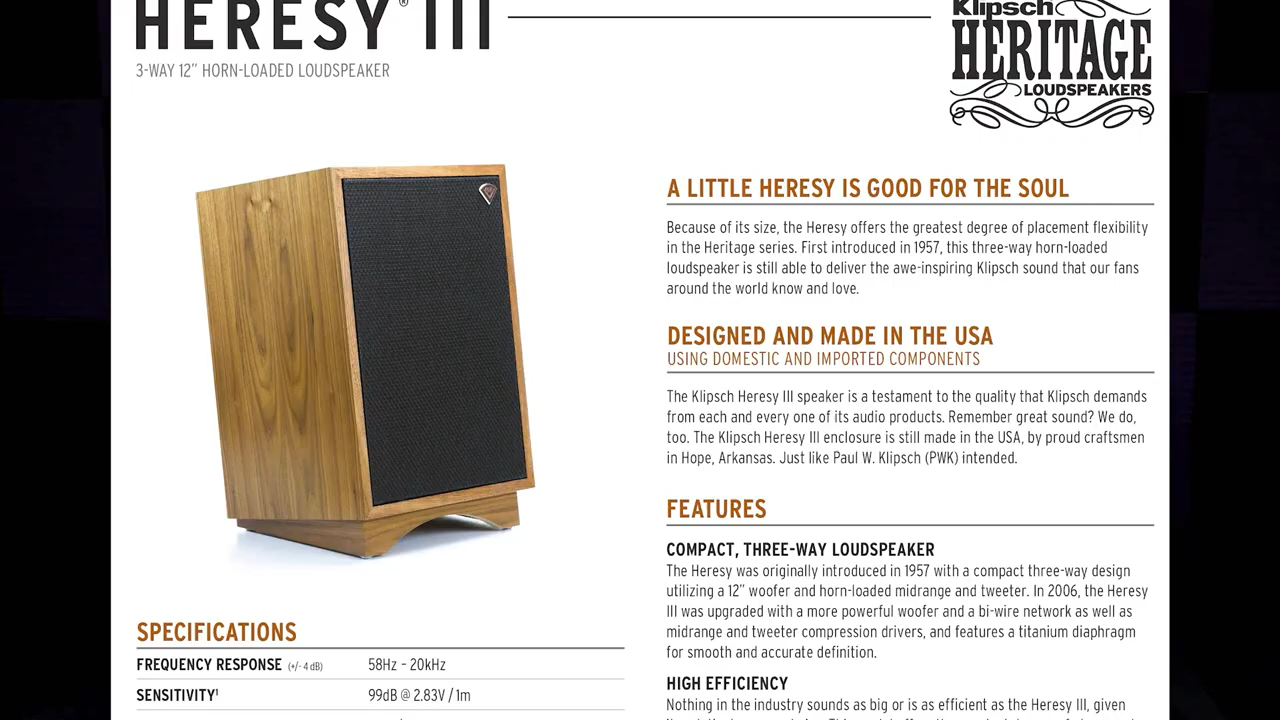 HERESY® III
3-WAY 12” HORN-LOADED LOUDSPEAKER
Klipsch
HERITAGE
LOUDSPEAKERS
A LITTLE HERESY IS GOOD FOR THE SOUL
Because of its size, the Heresy offers the greatest degree of placement flexibility
in the Heritage series. First introduced in 1957, this three-way horn-loaded
loudspeaker is still able to deliver the awe-inspiring Klipsch sound that our fans
around the world know and love.
DESIGNED AND MADE IN THE USA
USING DOMESTIC AND IMPORTED COMPONENTS
The Klipsch Heresy III speaker is a testament to the quality that Klipsch demands
from each and every one of its audio products. Remember great sound? We do,
too. The Klipsch Heresy III enclosure is still made in the USA, by proud craftsmen
in Hope, Arkansas. Just like Paul W. Klipsch (PWK) intended.
FEATURES
COMPACT, THREE-WAY LOUDSPEAKER
The Heresy was originally introduced in 1957 with a compact three-way design
utilizing a 12” woofer and horn-loaded midrange and tweeter. In 2006, the Heresy
III was upgraded with a more powerful woofer and a bi-wire network as well as
midrange and tweeter compression drivers, and features a titanium diaphragm
for smooth and accurate definition.
HIGH EFFICIENCY
Nothing in the industry sounds as big or is as efficient as the Heresy III, given
SPECIFICATIONS
FREQUENCY RESPONSE (+/- 4 dB) 58Hz – 20kHz
SENSITIVITY¹ 99dB @ 2.83V / 1m